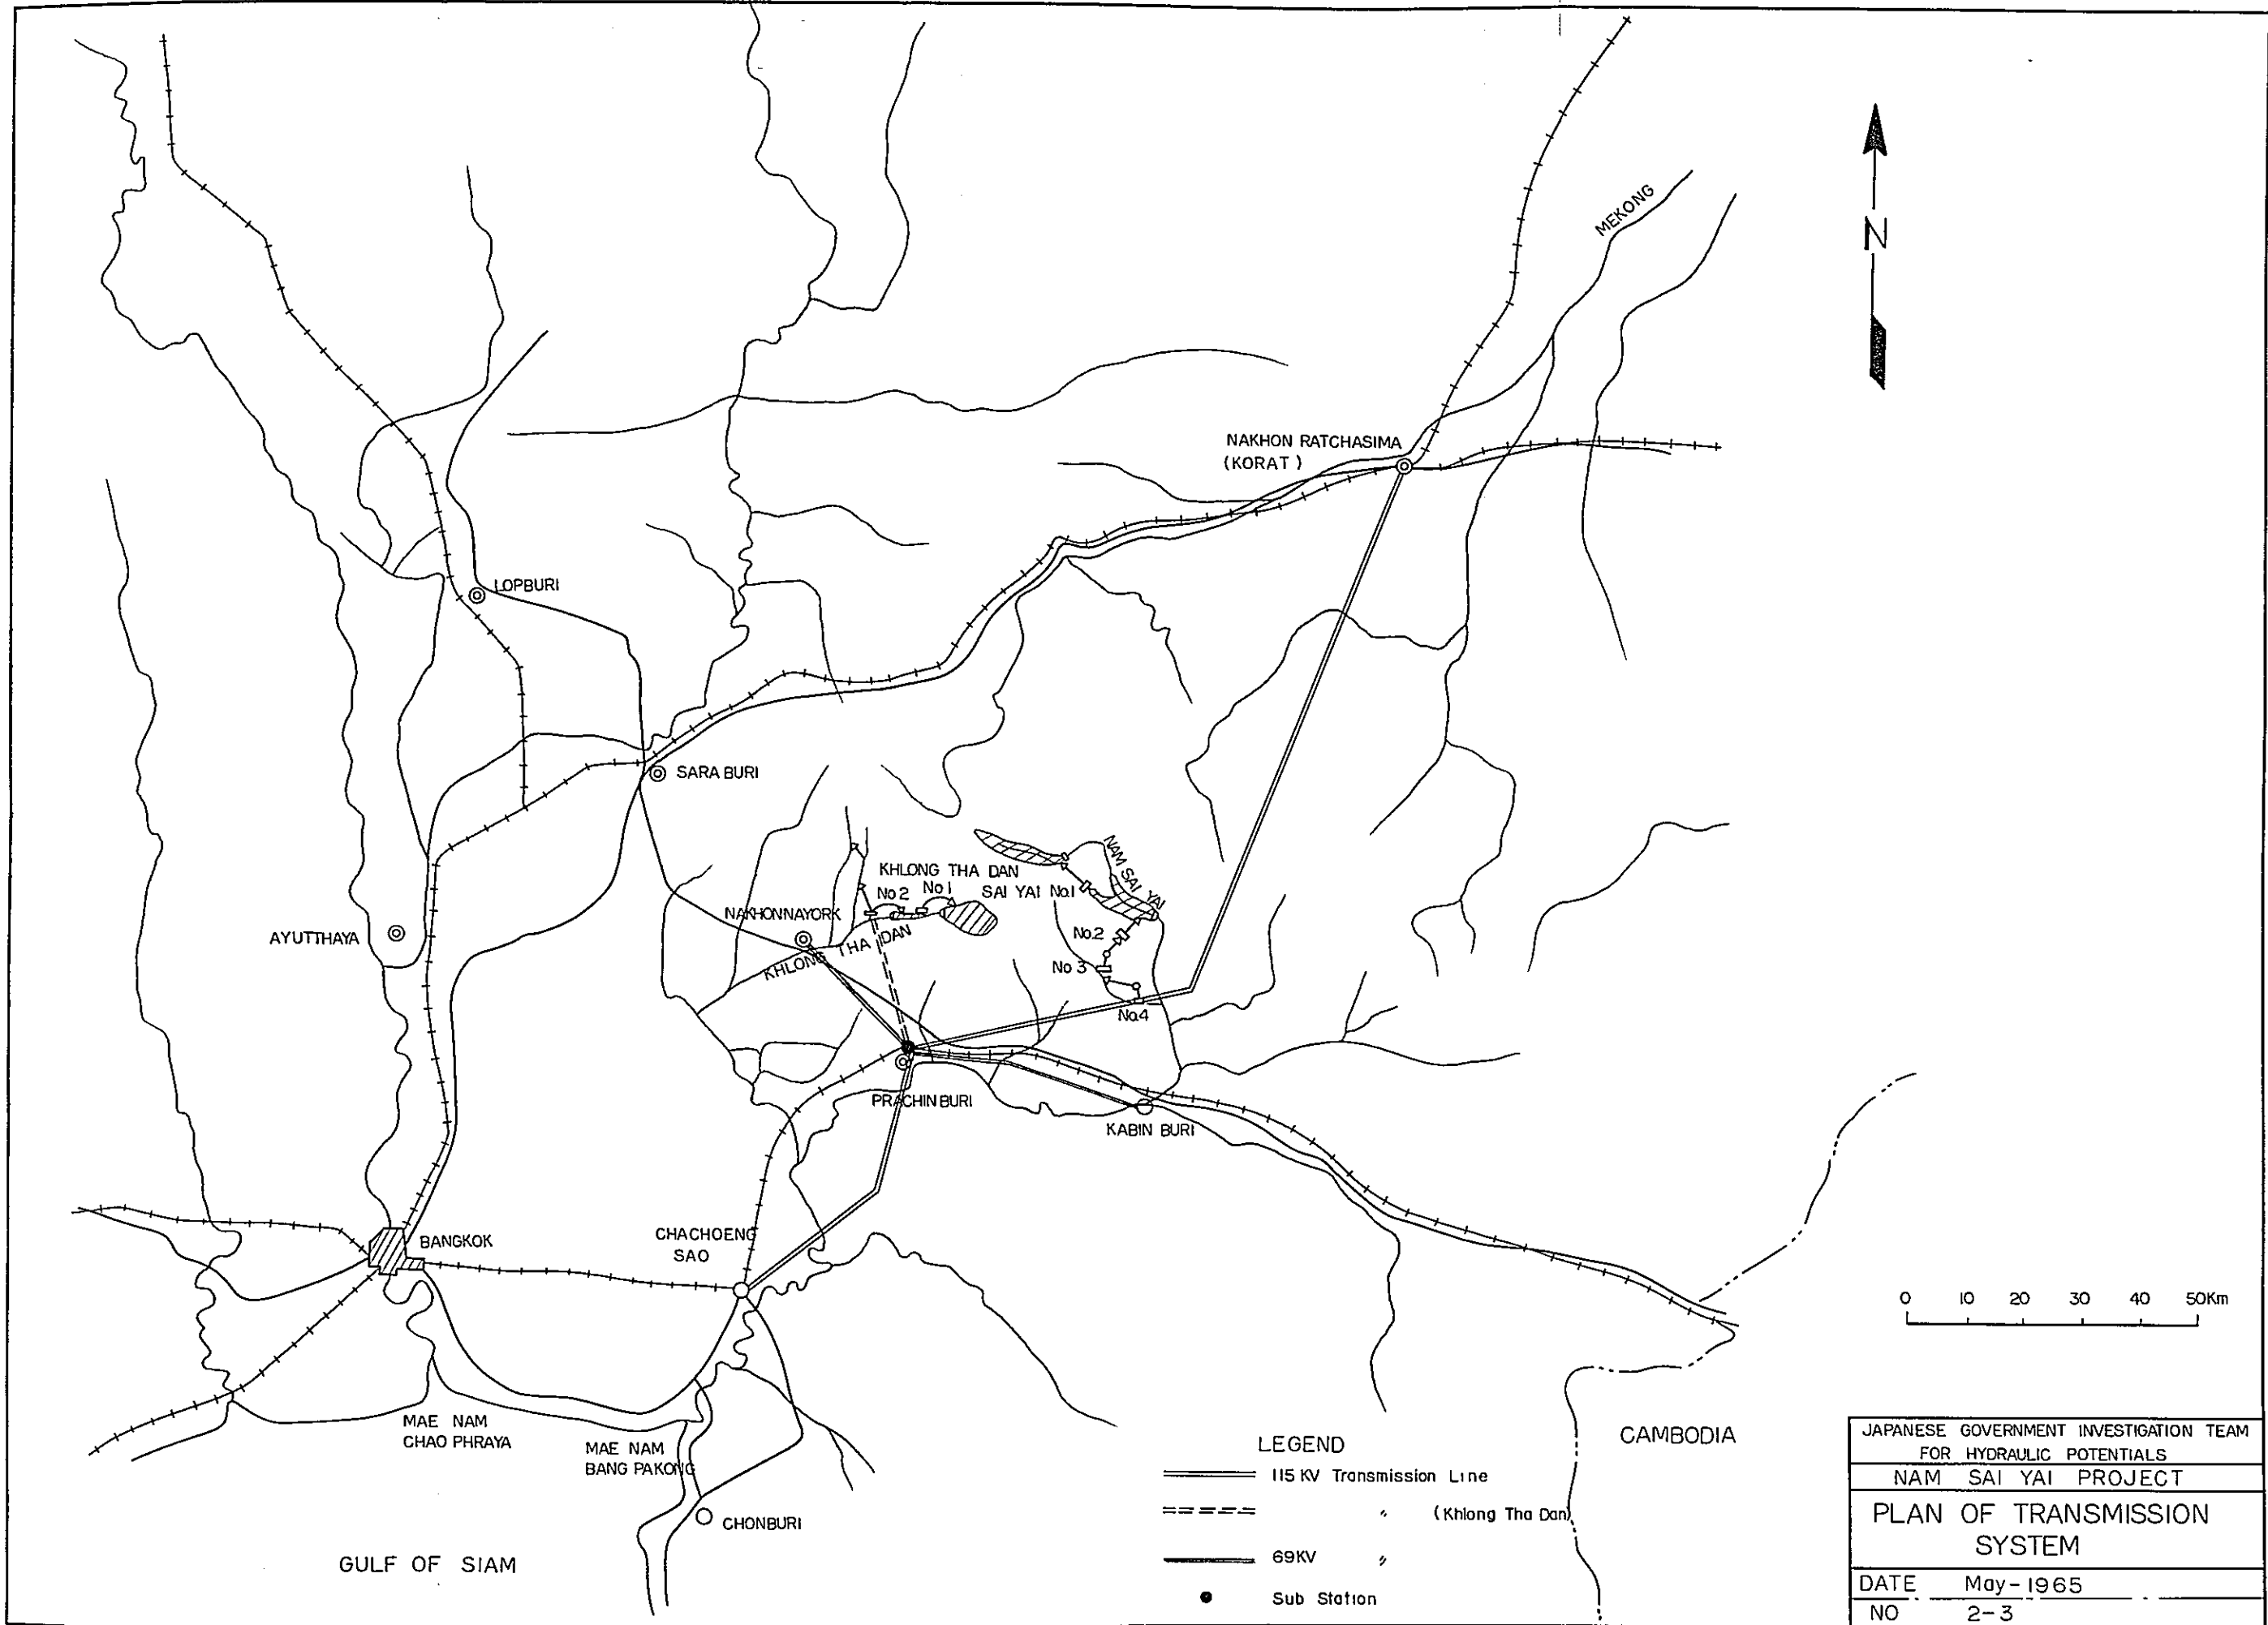 N
MEKONG
NAKHON RATCHASIMA
(KORAT)
LOPBURI
SARA BURI
AYUTTHAYA
KHLONG THA DAN
No2
No1
SAI YAI No.1
NAM SAI YAI
NAKHONNAYORK
KHLONG THA DAN
No.2
No 3
No.4
PRACHIN BURI
KABIN BURI
BANGKOK
CHACHOENG
SAO
MAE NAM
CHAO PHRAYA
MAE NAM
BANG PAKONG
CHONBURI
GULF OF SIAM
CAMBODIA
0 10 20 30 40 50Km
LEGEND
115 KV Transmission Line
〃 (Khlong Tha Dan)
69KV 〃
Sub Station
JAPANESE GOVERNMENT INVESTIGATION TEAM
FOR HYDRAULIC POTENTIALS
NAM SAI YAI PROJECT
PLAN OF TRANSMISSION
SYSTEM
DATE May-1965
NO 2-3